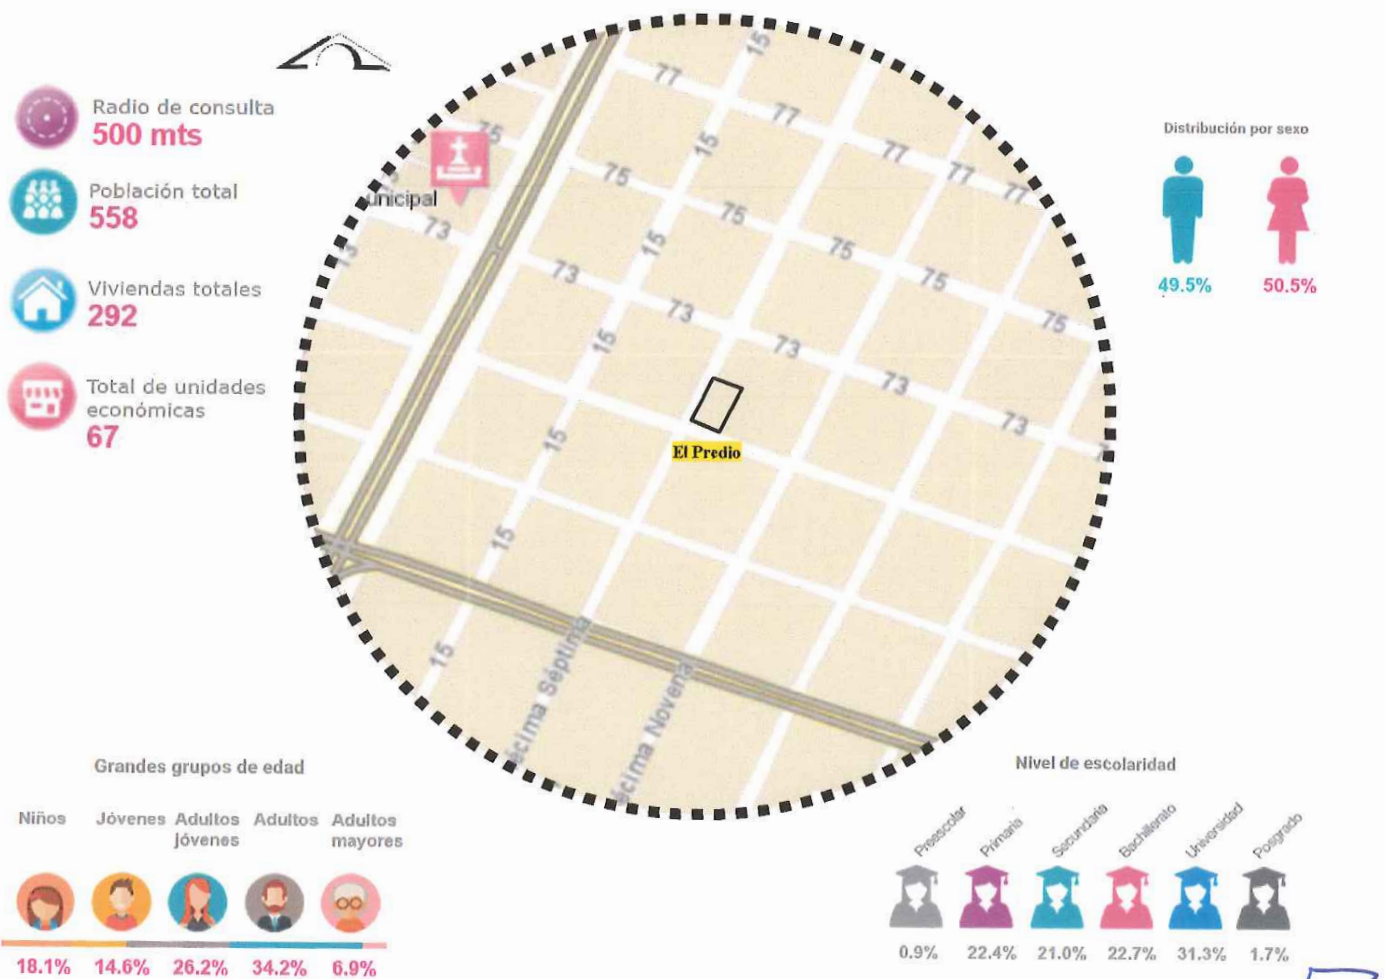 Radio de consulta
500 mts
Población total
558
Viviendas totales
292
Total de unidades
económicas
67
Distribución por sexo
49.5%
50.5%
15
77
77
77
77
77
15
75
75
75
75
75
75
unicipal
73
15
73
73
73
73
73
15
15
15
15
El Predio
écima Séptima
écima Novena
Grandes grupos de edad
Niños
Jóvenes
Adultos
jóvenes
Adultos
Adultos
mayores
18.1%
14.6%
26.2%
34.2%
6.9%
Nivel de escolaridad
Preescolar
Primaria
Secundaria
Bachillerato
Universidad
Posgrado
0.9%
22.4%
21.0%
22.7%
31.3%
1.7%